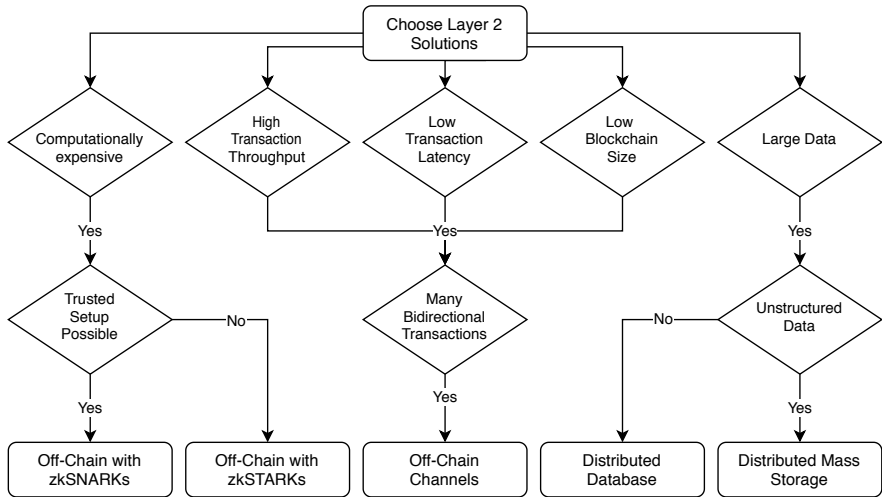 Choose Layer 2
Solutions
Computationally
expensive
High
Transaction
Throughput
Low
Transaction
Latency
Low
Blockchain
Size
Large Data
Yes
Yes
Yes
Trusted
Setup
Possible
No
Many
Bidirectional
Transactions
No
Unstructured
Data
Yes
Yes
Yes
Off-Chain with
zkSNARKs
Off-Chain with
zkSTARKs
Off-Chain
Channels
Distributed
Database
Distributed Mass
Storage